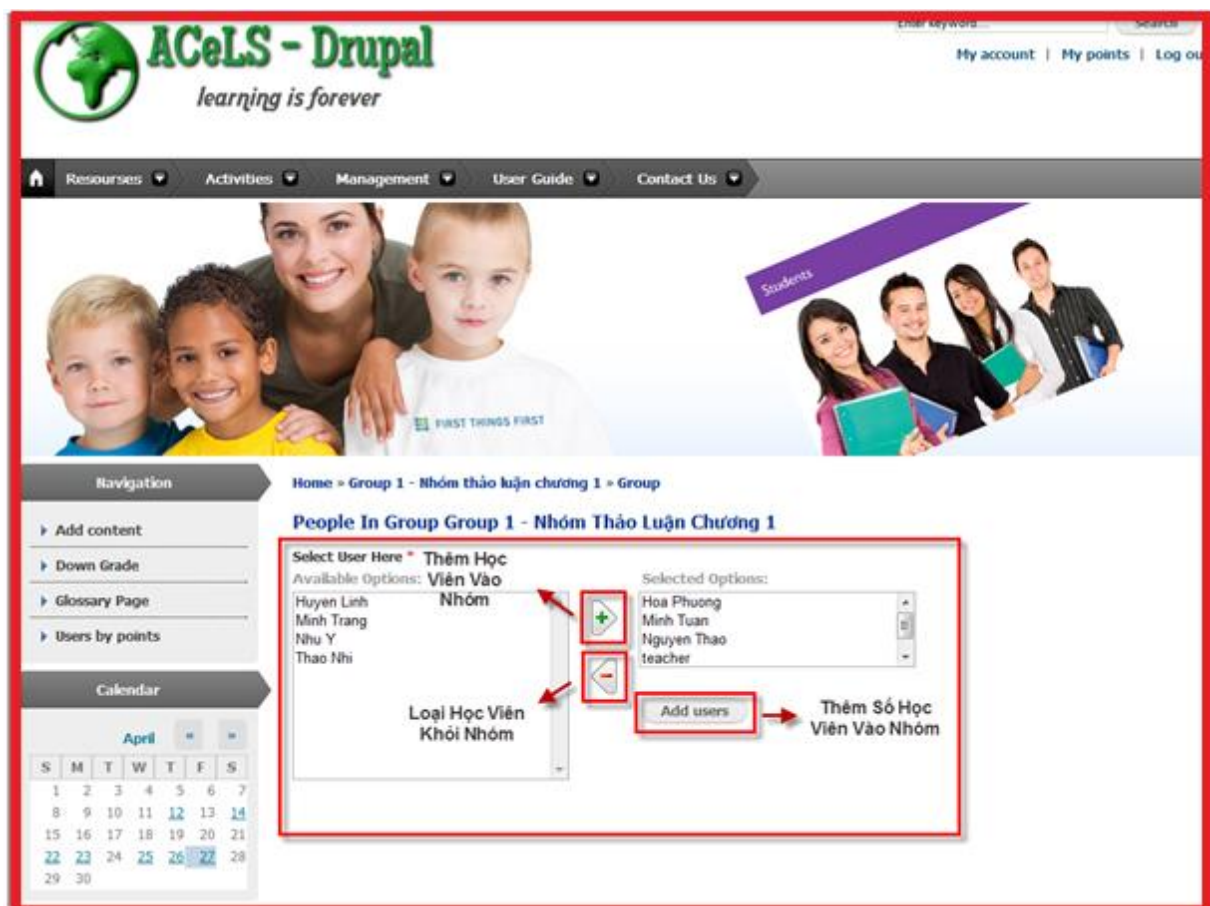 ACeLS - Drupal
learning is forever
Enter keyword... Search
My account | My points | Log ou
Resourses Activities Management User Guide Contact Us
Students
FIRST THINGS FIRST
Navigation
Add content
Down Grade
Glossary Page
Users by points
Calendar
April « »
S M T W T F S
1 2 3 4 5 6 7
8 9 10 11 12 13 14
15 16 17 18 19 20 21
22 23 24 25 26 27 28
29 30
Home » Group 1 - Nhóm thảo luận chương 1 » Group
People In Group Group 1 - Nhóm Thảo Luận Chương 1
Select User Here *
Available Options:
Thêm Học
Viên Vào
Nhóm
Huyen Linh
Minh Trang
Nhu Y
Thao Nhi
Loại Học Viên
Khỏi Nhóm
Selected Options:
Hoa Phuong
Minh Tuan
Nguyen Thao
teacher
Add users
Thêm Số Học
Viên Vào Nhóm